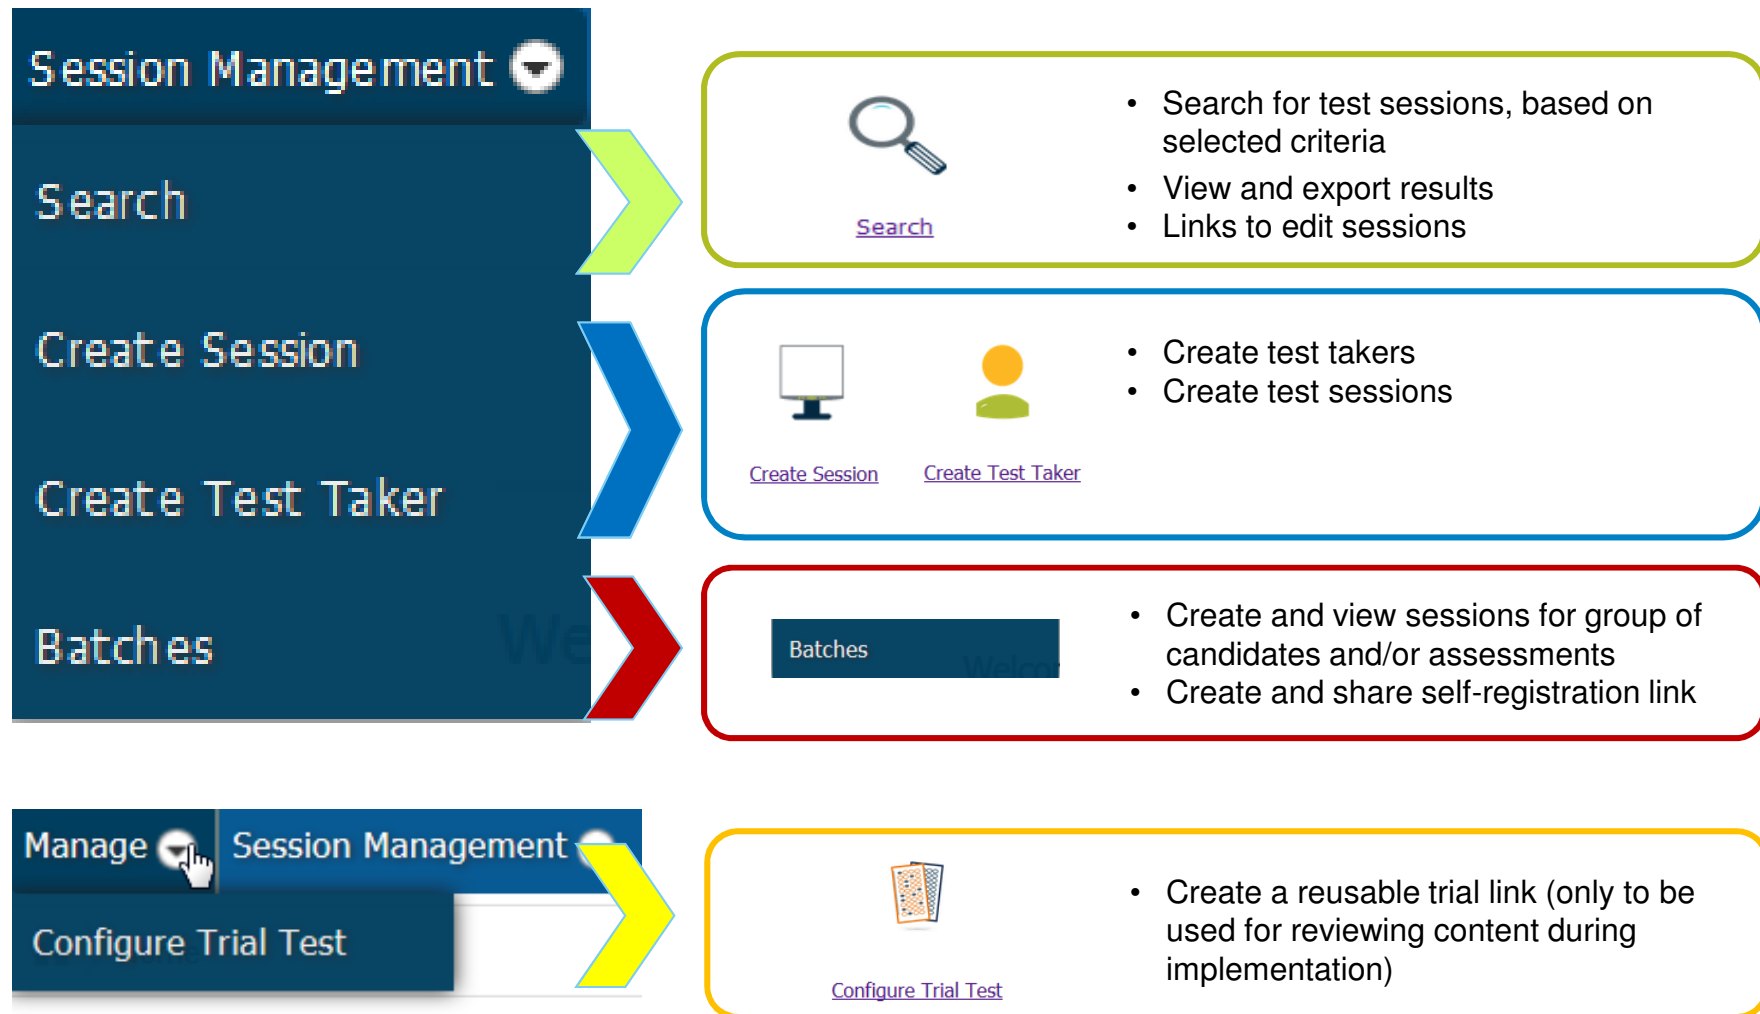 Session Management
Search
Create Session
Create Test Taker
Batches
We
Search
• Search for test sessions, based on
selected criteria
• View and export results
• Links to edit sessions
Create Session
Create Test Taker
• Create test takers
• Create test sessions
Batches
Welcom
• Create and view sessions for group of
candidates and/or assessments
• Create and share self-registration link
Manage
Session Management
Configure Trial Test
Configure Trial Test
• Create a reusable trial link (only to be
used for reviewing content during
implementation)